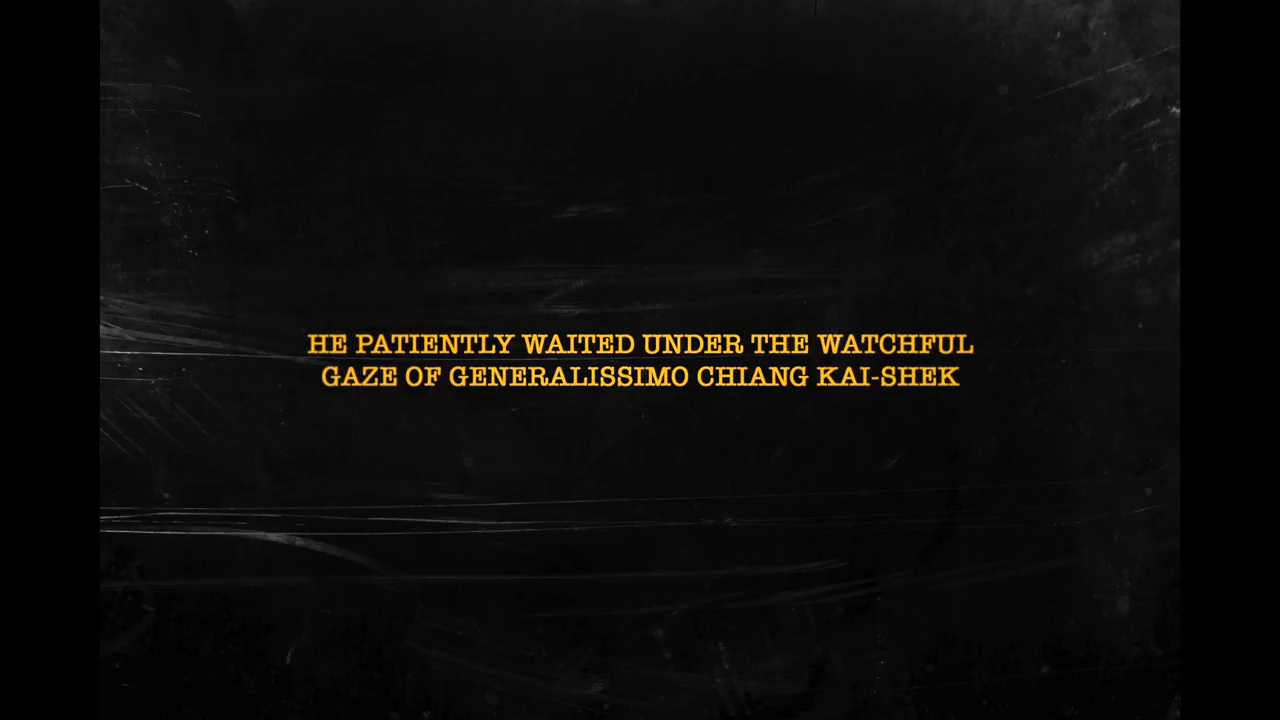 HE PATIENTLY WAITED UNDER THE WATCHFUL
GAZE OF GENERALISSIMO CHIANG KAI-SHEK